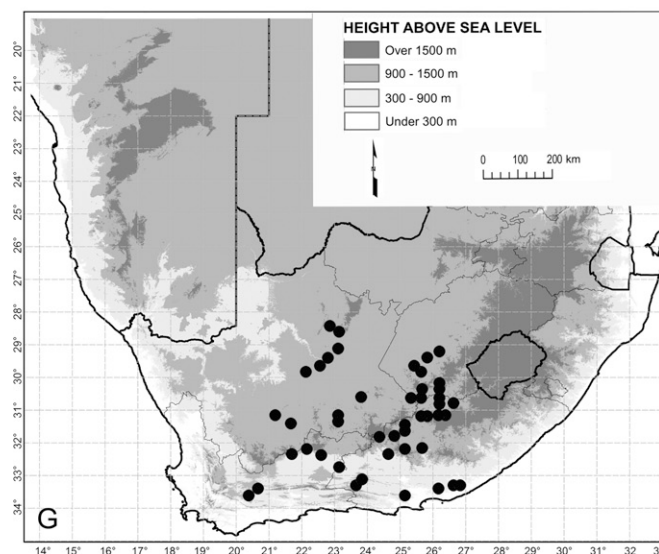 HEIGHT ABOVE SEA LEVEL
Over 1500 m
900 - 1500 m
300 - 900 m
Under 300 m
N
0 100 200 km
20°
21°
22°
23°
24°
25°
26°
27°
28°
29°
30°
31°
32°
33°
34°
G
14° 15° 16° 17° 18° 19° 20° 21° 22° 23° 24° 25° 26° 27° 28° 29° 30° 31° 32° 33°